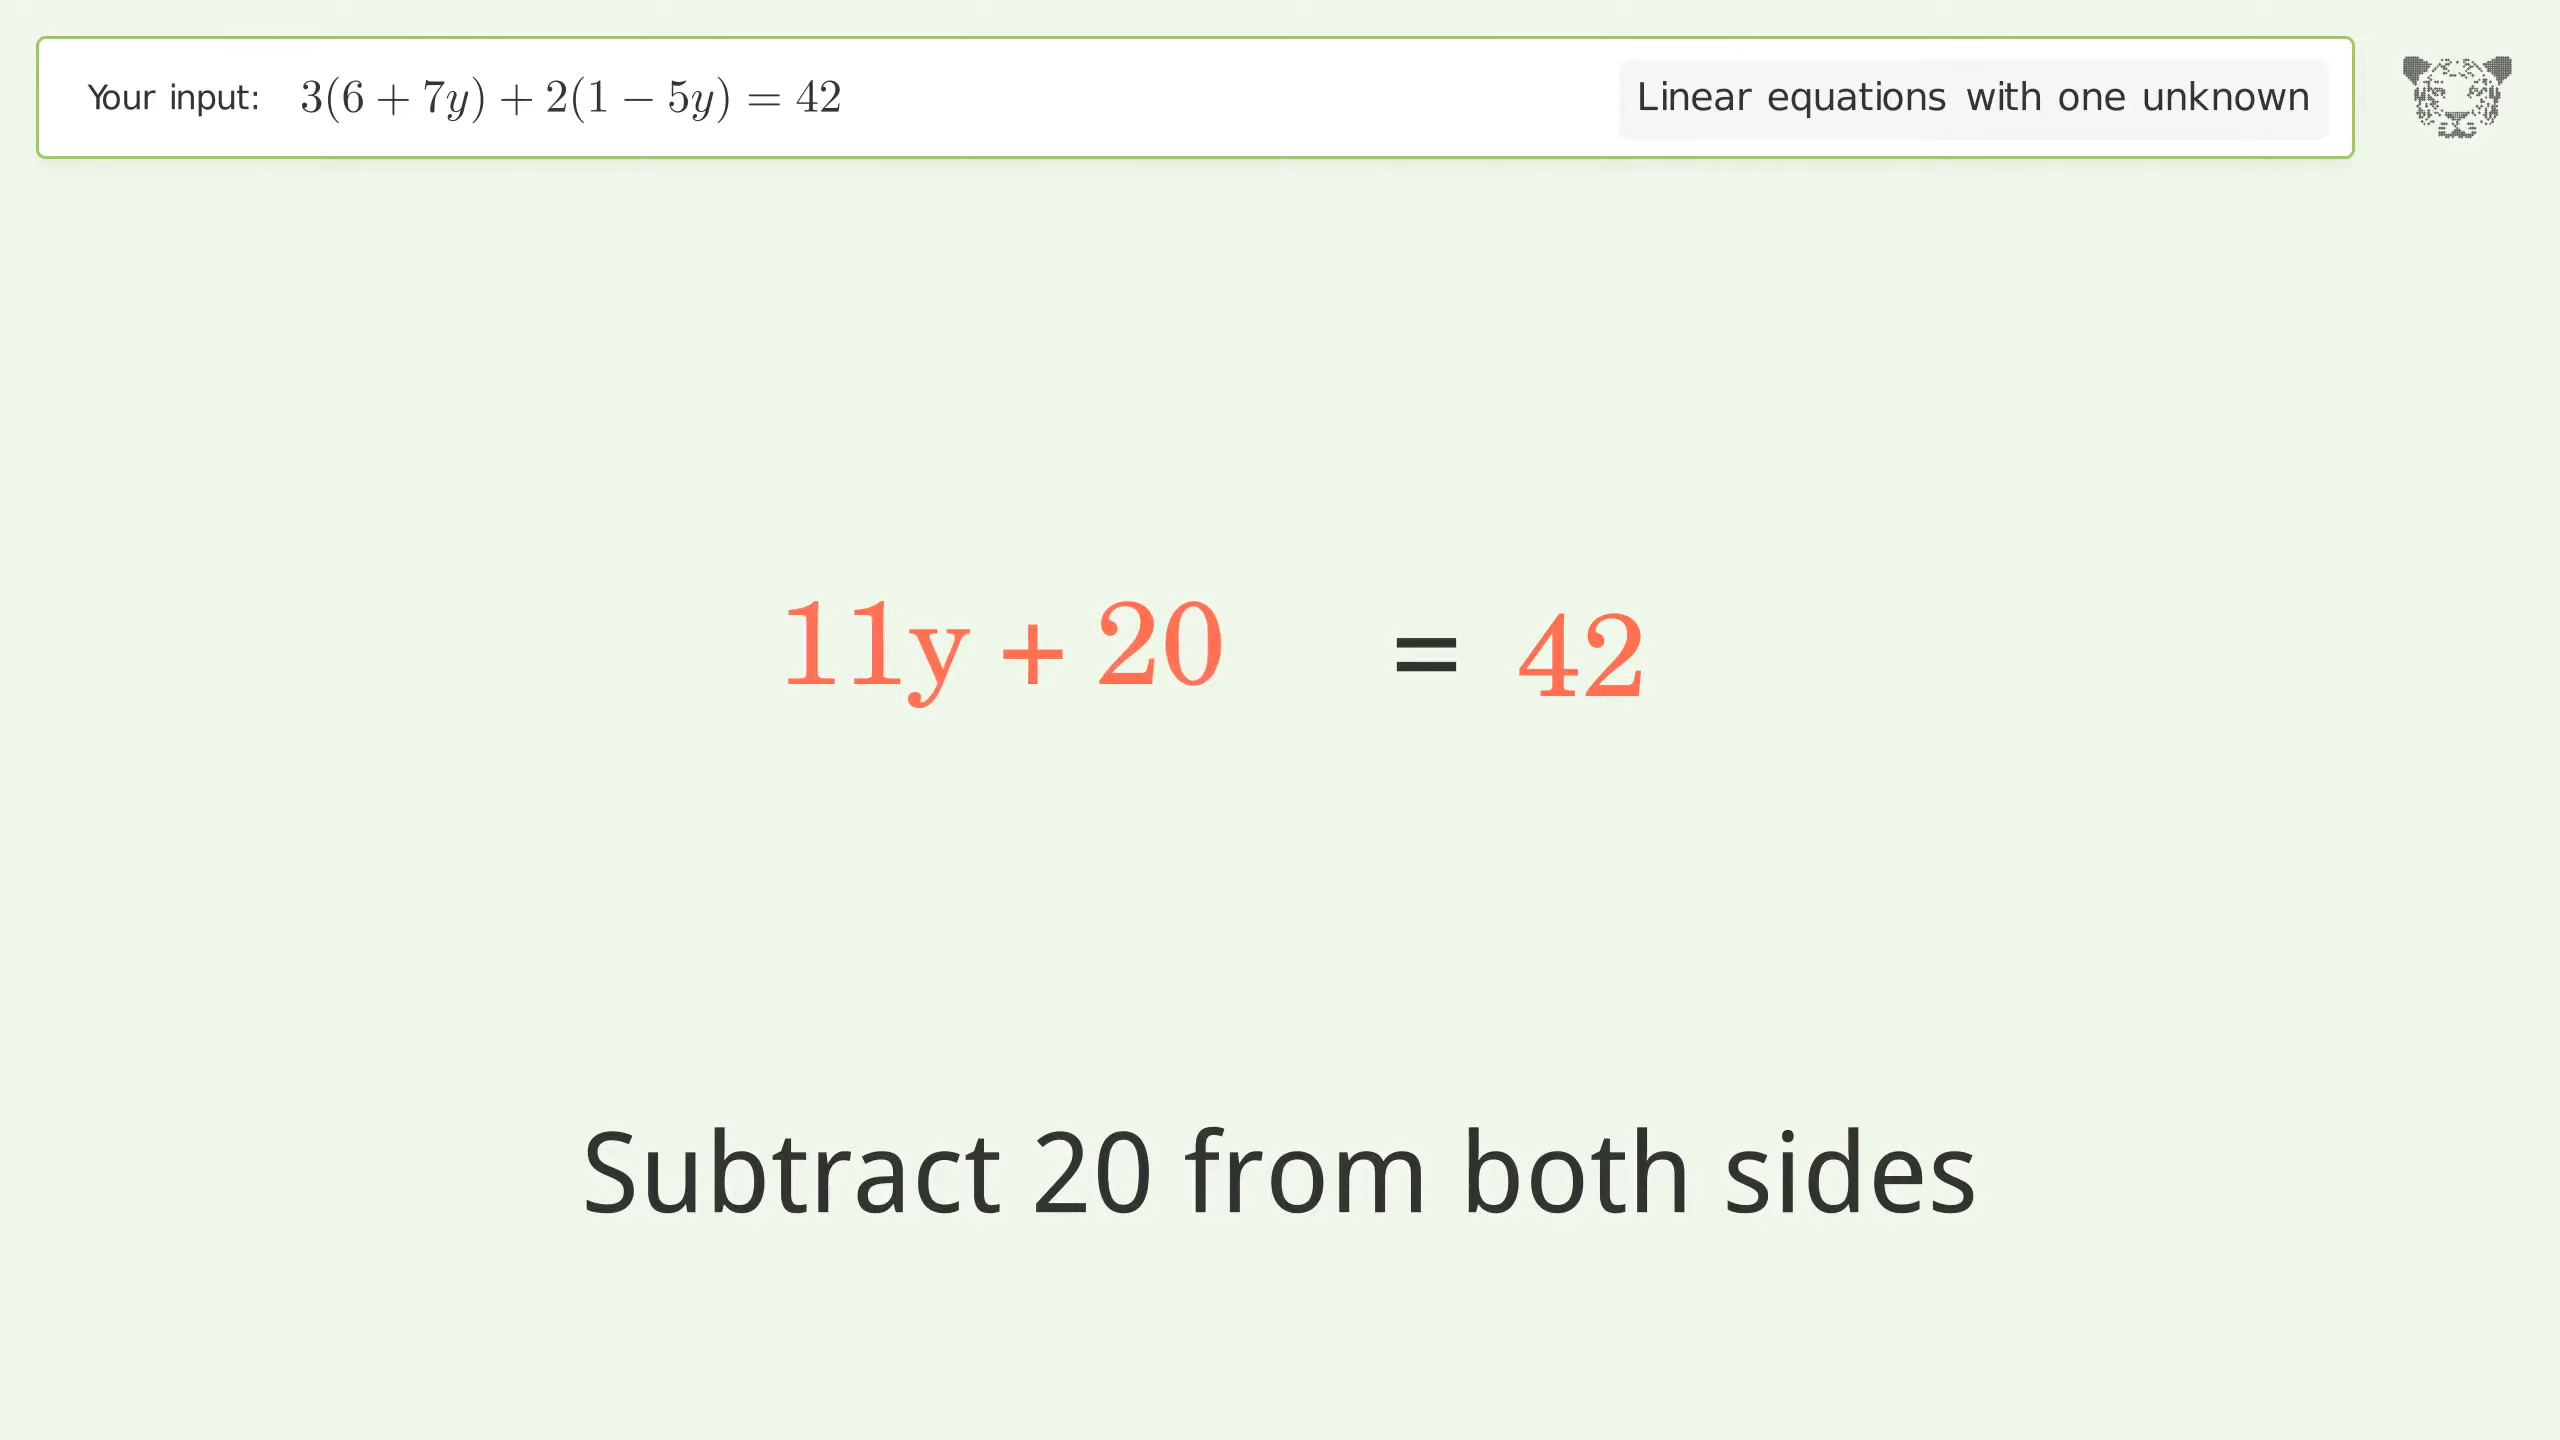 Your input: 3(6 + 7y) + 2(1 − 5y) = 42
Linear equations with one unknown
11y + 20 = 42
Subtract 20 from both sides